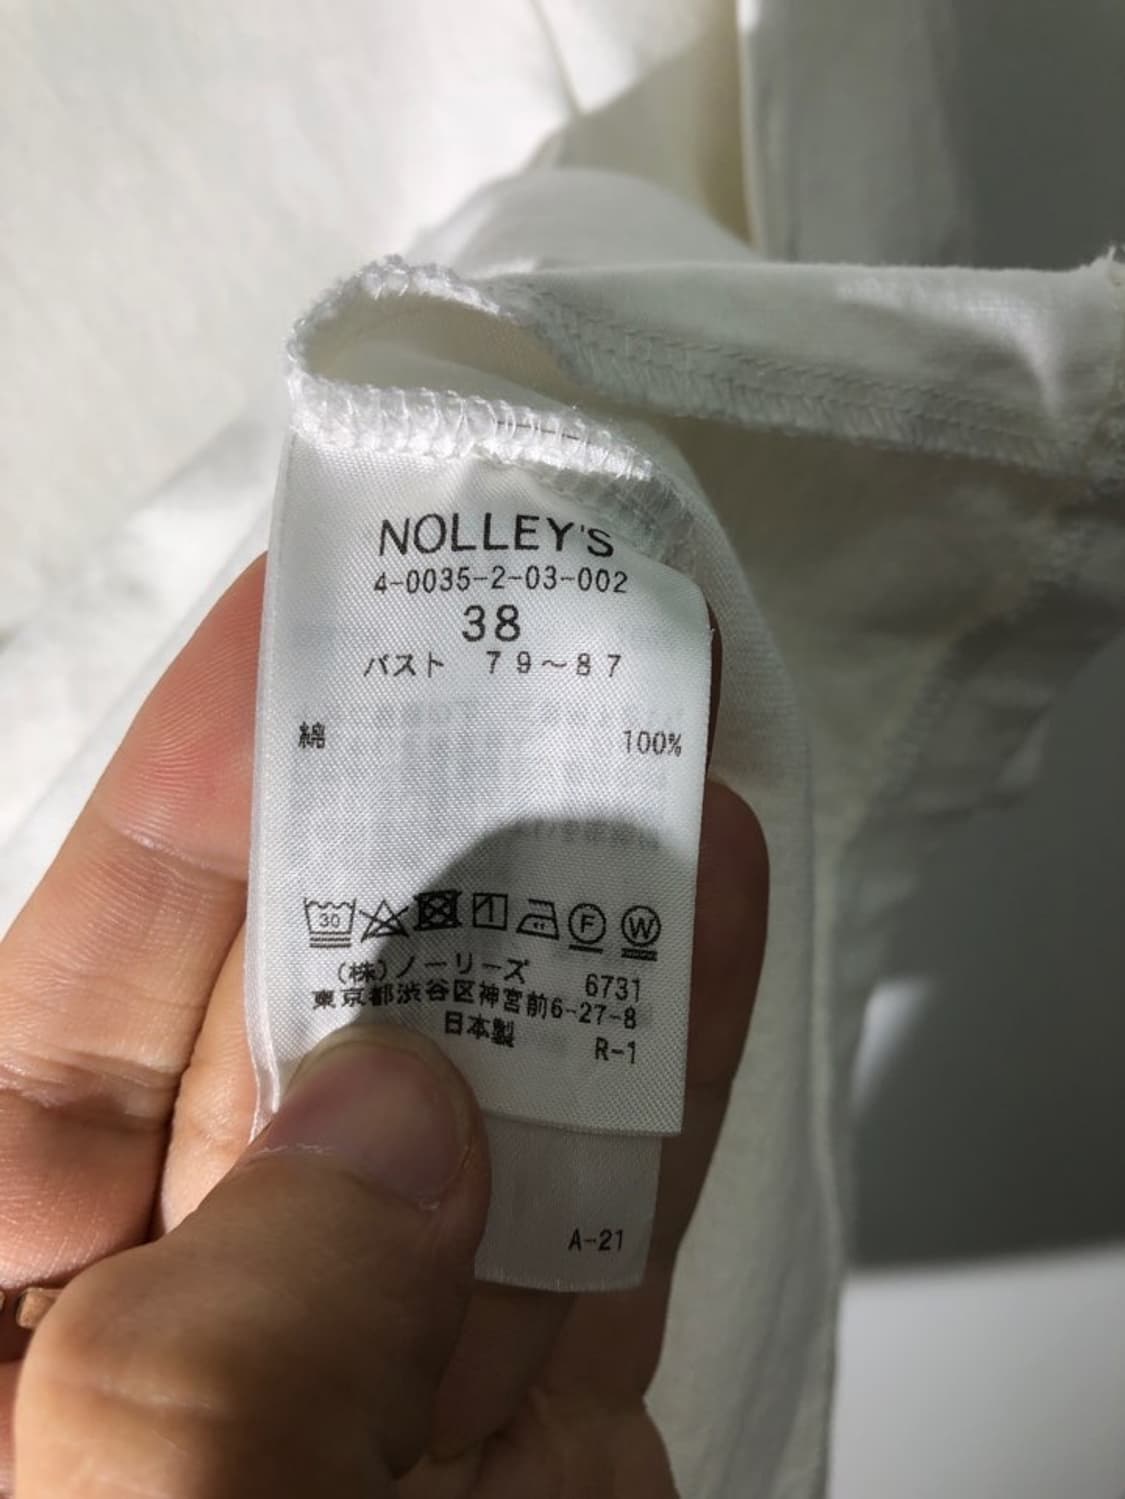 NOLLEY'S
4-0035-2-03-002
38
バスト 79～87
綿 100%
30 F W
(株)ノーリーズ 6731
東京都渋谷区神宮前6-27-8
日本製 R-1
A-21